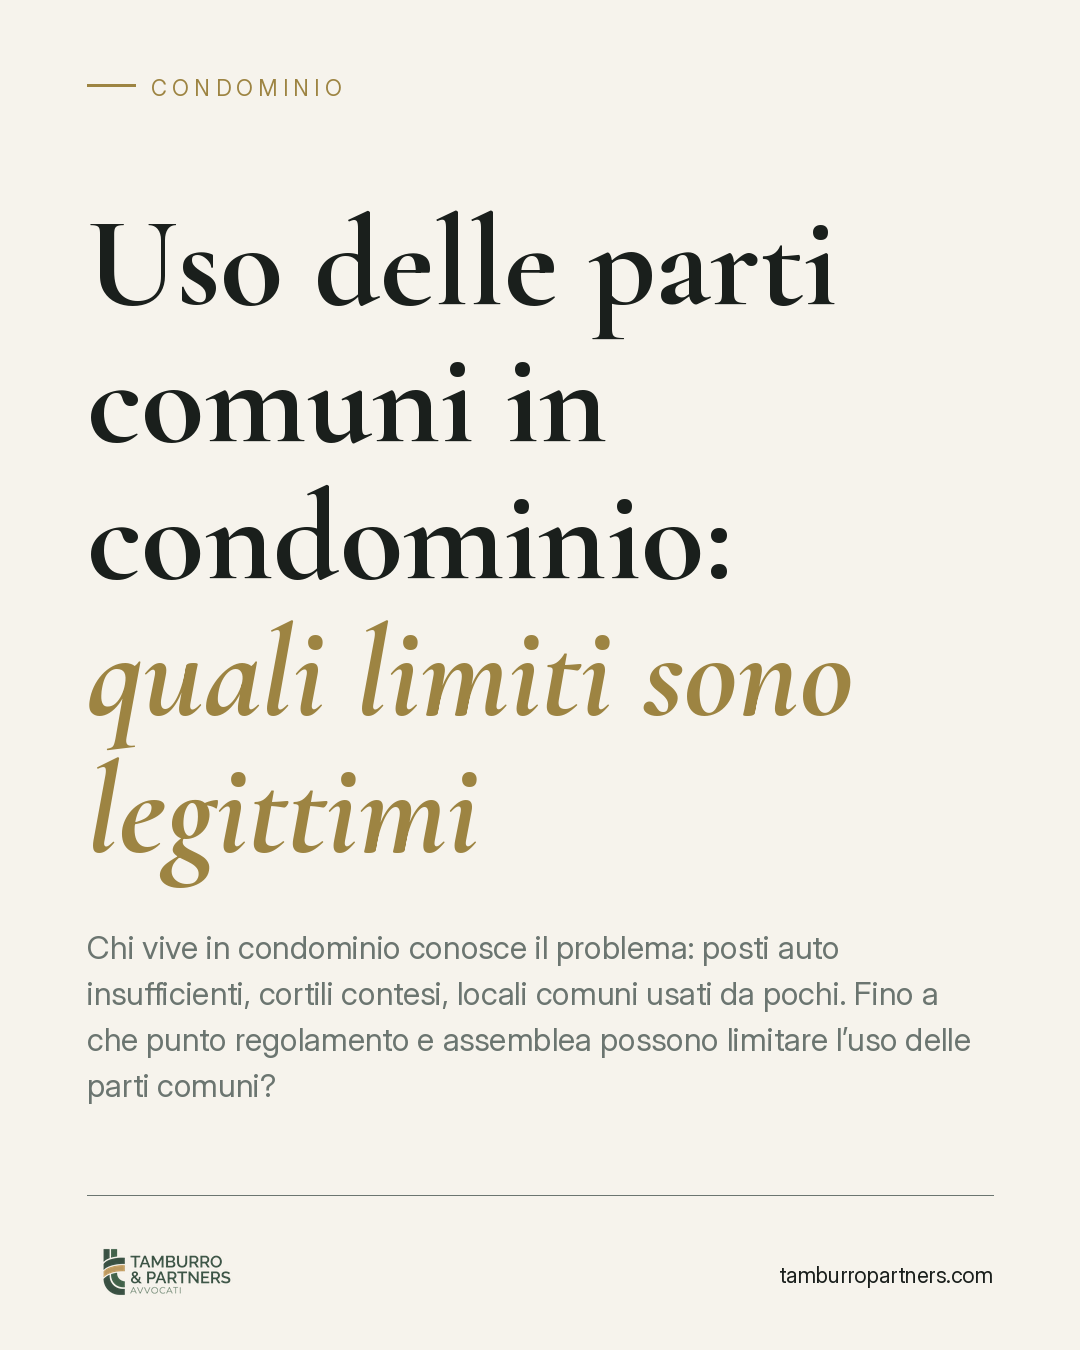 CONDOMINIO
Uso delle parti
comuni in
condominio:
quali limiti sono
legittimi
Chi vive in condominio conosce il problema: posti auto
insufficienti, cortili contesi, locali comuni usati da pochi. Fino a
che punto regolamento e assemblea possono limitare l’uso delle
parti comuni?
TAMBURRO
& PARTNERS
AVVOCATI
tamburropartners.com